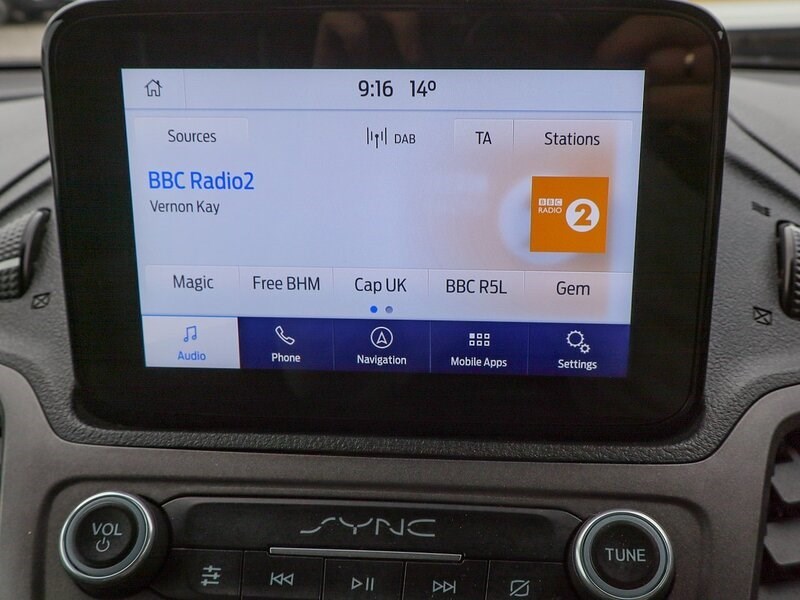 9:16 14º
Sources DAB TA Stations
BBC Radio2
Vernon Kay
BBC RADIO 2
Magic Free BHM Cap UK BBC R5L Gem
Audio Phone Navigation Mobile Apps Settings
SYNC
VOL TUNE